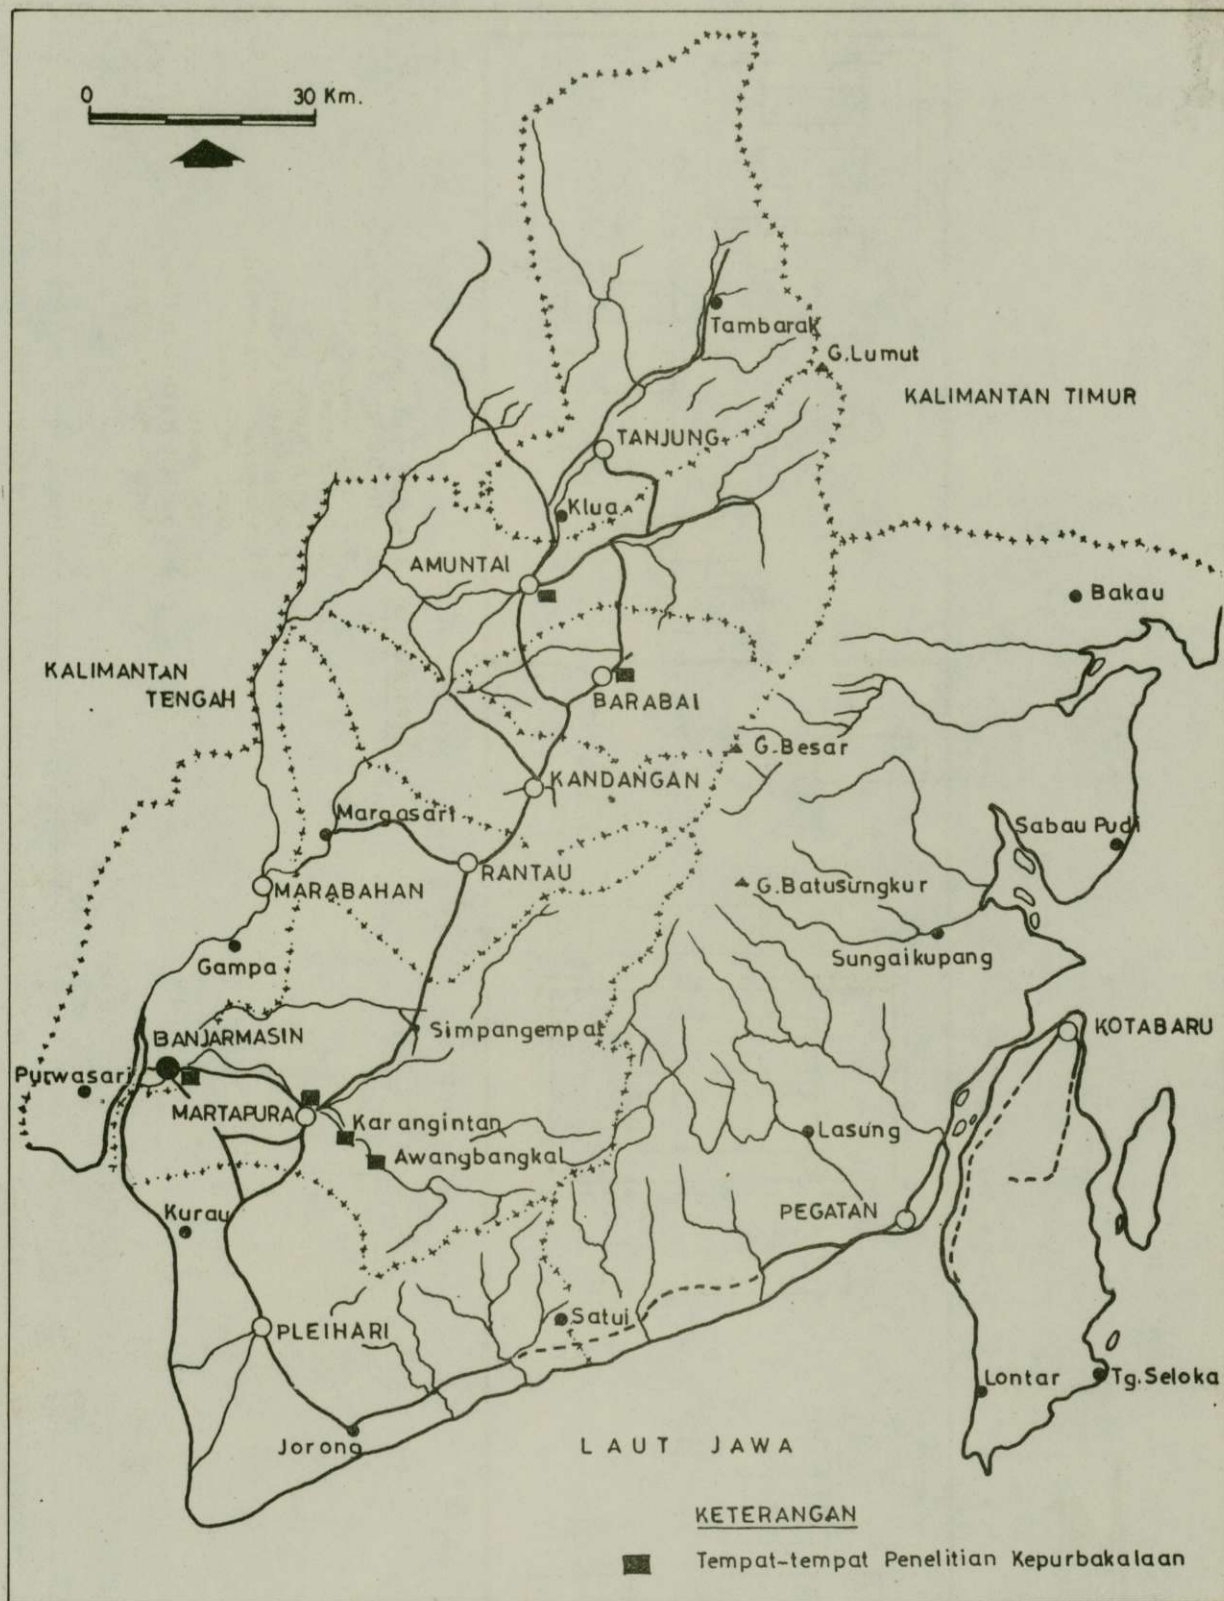 0 30 Km.
Tambarak
G.Lumut
KALIMANTAN TIMUR
TANJUNG
Klua
AMUNTAI
Bakau
KALIMANTAN
TENGAH
BARABAI
G.Besar
KANDANGAN
Margasari
Sabau Pudi
RANTAU
MARABAHAN
G.Batusungkur
Gampa
Sungaikupang
Simpangempat
BANJARMASIN
KOTABARU
Purwasari
MARTAPURA
Karangintan
Lasung
Awangbangkal
Kurau
PEGATAN
Satui
PLEIHARI
Lontar
Tg.Seloka
Jorong
LAUT JAWA
KETERANGAN
Tempat-tempat Penelitian Kepurbakalaan